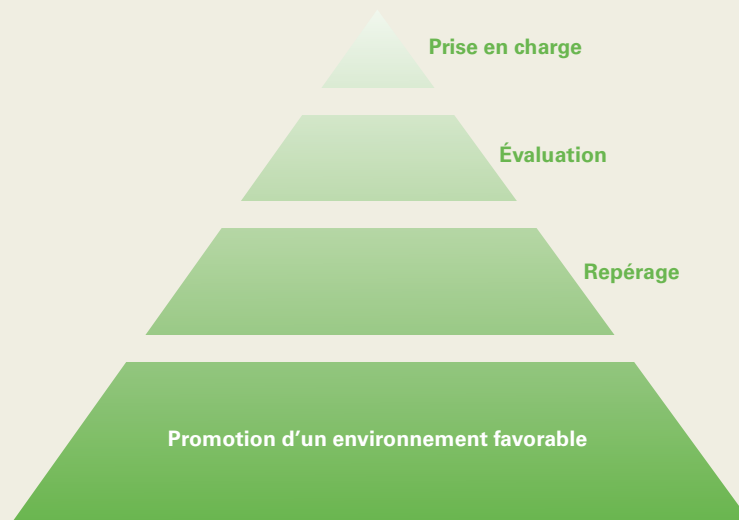 Prise en charge
Évaluation
Repérage
Promotion d’un environnement favorable